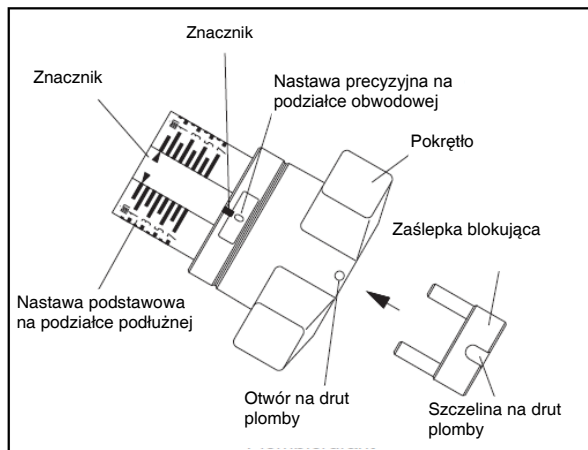 Znacznik
Znacznik
Nastawa precyzyjna na
podziałce obwodowej
Pokrętło
Zaślepka blokująca
Nastawa podstawowa
na podziałce podłużnej
Otwór na drut
plomby
Szczelina na drut
plomby